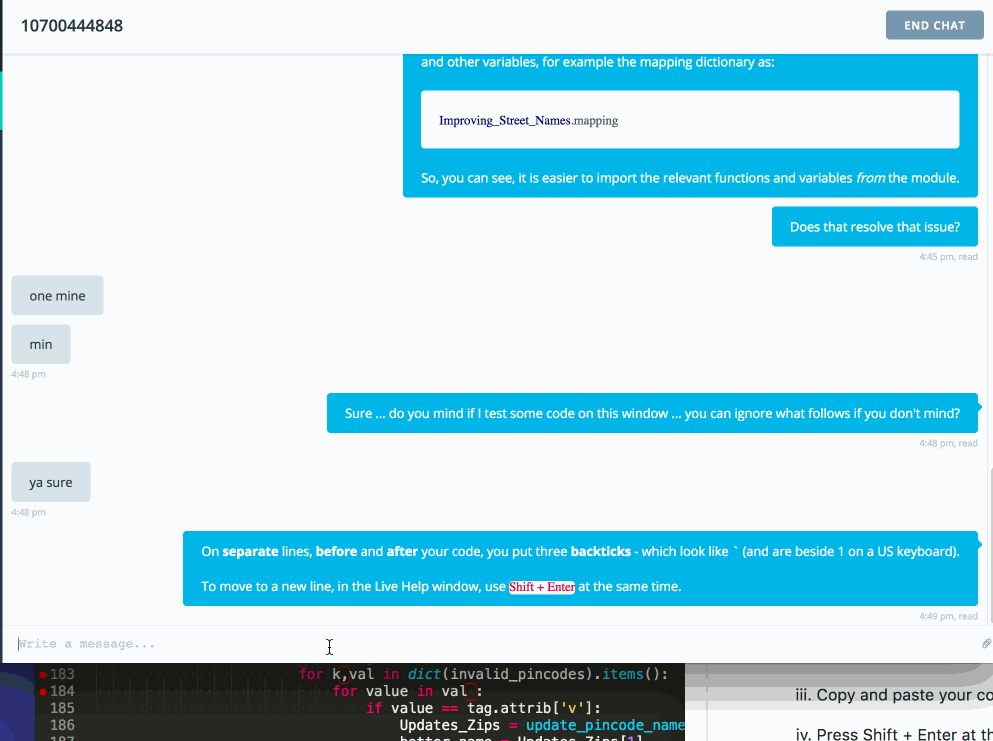 10700444848
END CHAT
and other variables, for example the mapping dictionary as:
Improving_Street_Names.mapping
So, you can see, it is easier to import the relevant functions and variables from the module.
Does that resolve that issue?
4:45 pm, read
one mine
min
4:48 pm
Sure ... do you mind if I test some code on this window ... you can ignore what follows if you don't mind?
4:48 pm, read
ya sure
4:48 pm
On separate lines, before and after your code, you put three backticks - which look like ` (and are beside 1 on a US keyboard).
To move to a new line, in the Live Help window, use Shift + Enter at the same time.
4:49 pm, read
Write a message...
183 for k,val in dict(invalid_pincodes).items():
184 for value in val :
185 if value == tag.attrib['v']:
186 Updates_Zips = update_pincode_name
187 better_name = Updates_Zips[1]
iii. Copy and paste your co
iv. Press Shift + Enter at th